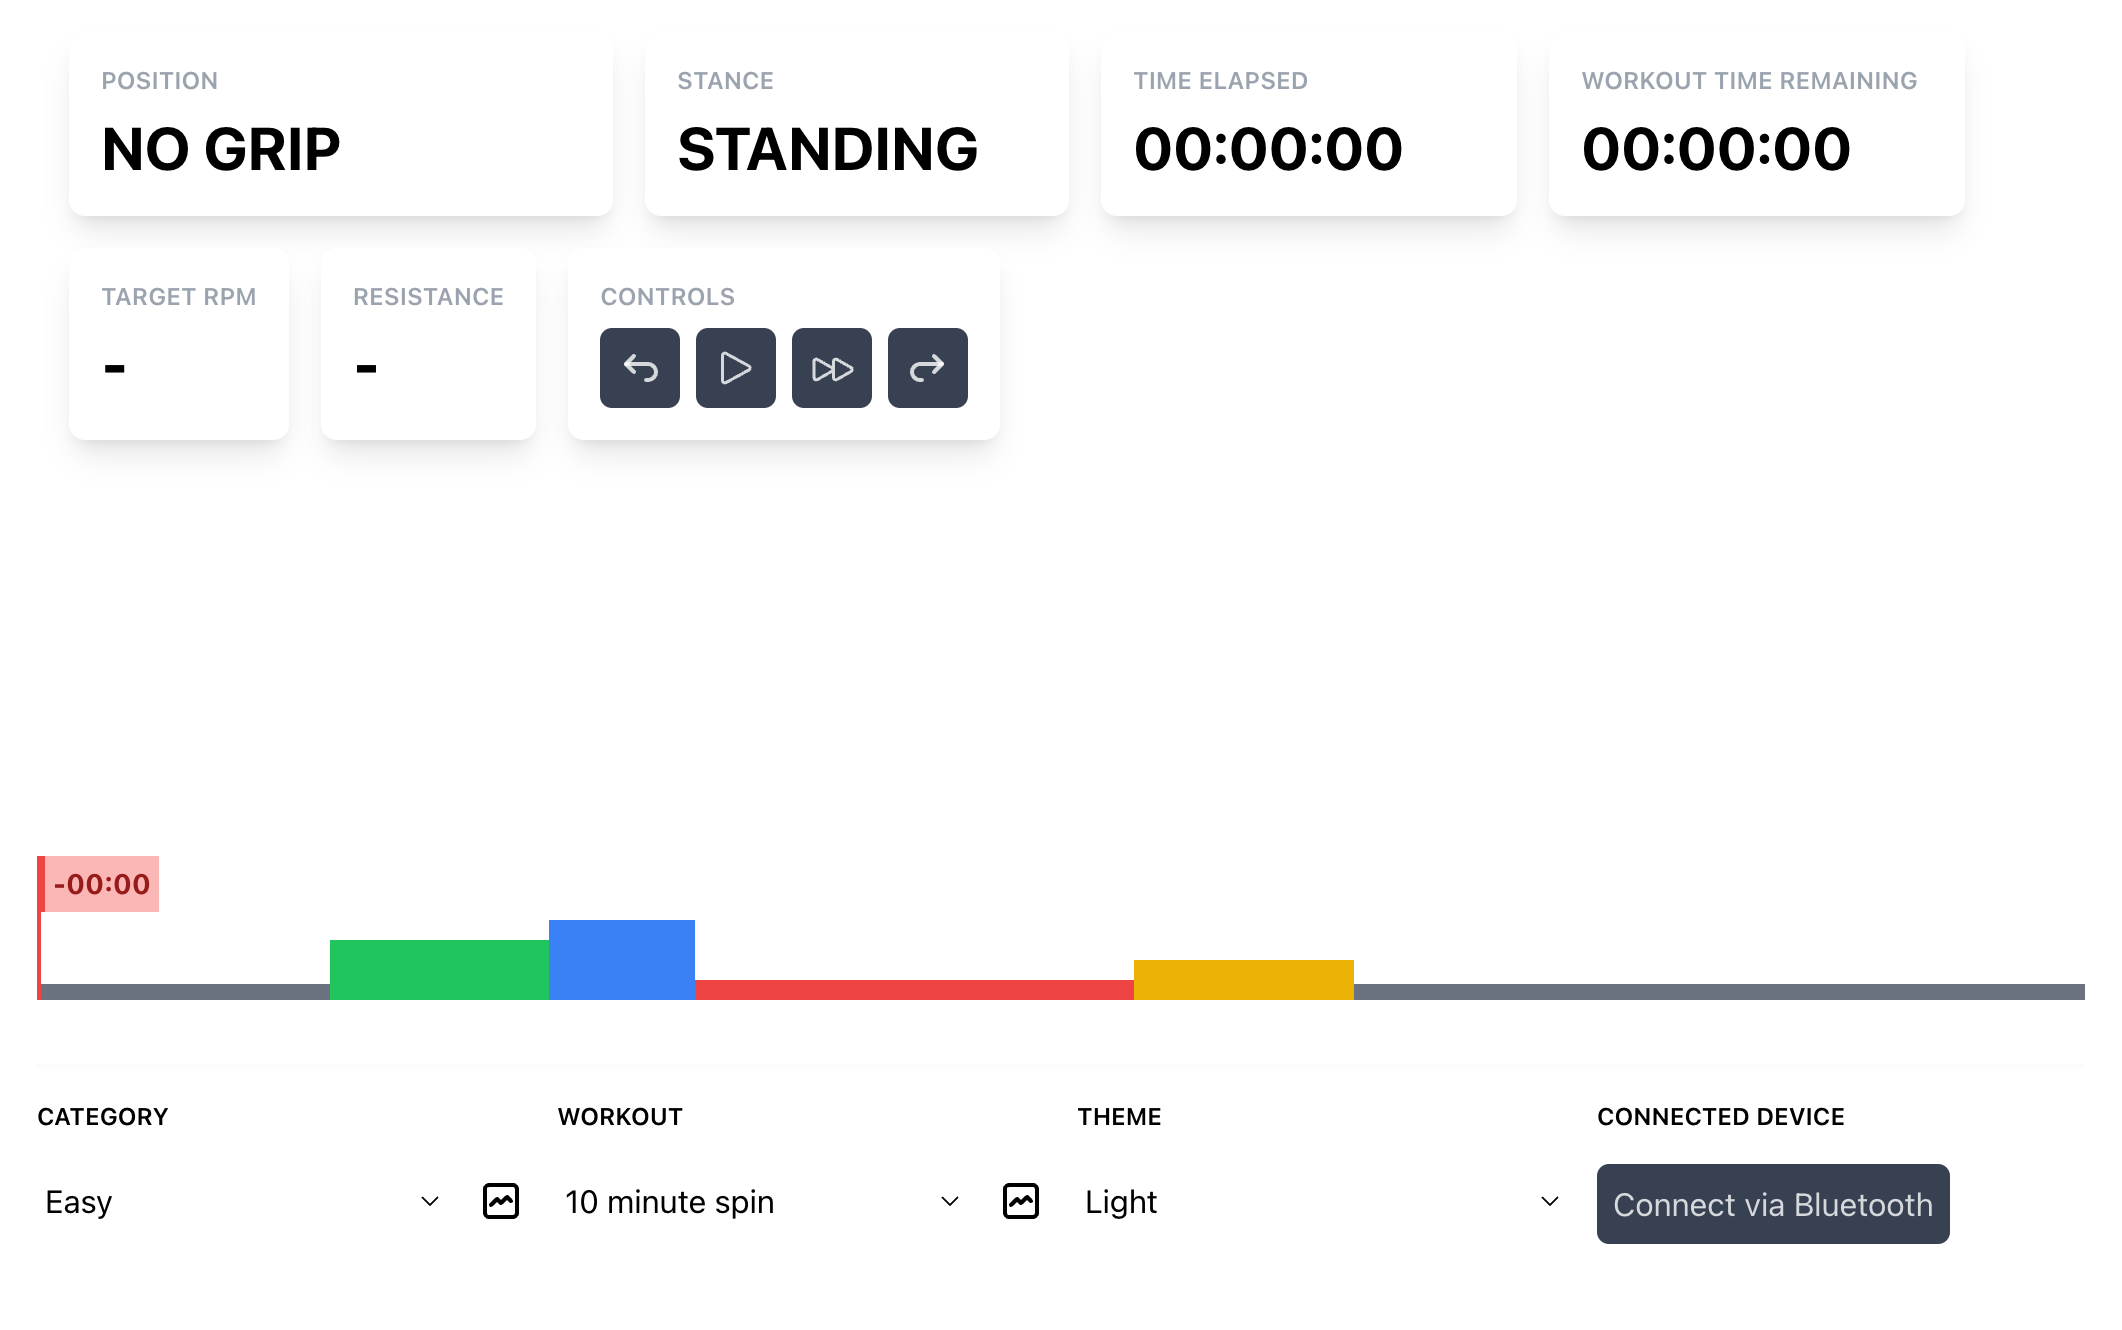 POSITION
NO GRIP
STANCE
STANDING
TIME ELAPSED
00:00:00
WORKOUT TIME REMAINING
00:00:00
TARGET RPM
-
RESISTANCE
-
CONTROLS
-00:00
CATEGORY
Easy
WORKOUT
10 minute spin
THEME
Light
CONNECTED DEVICE
Connect via Bluetooth